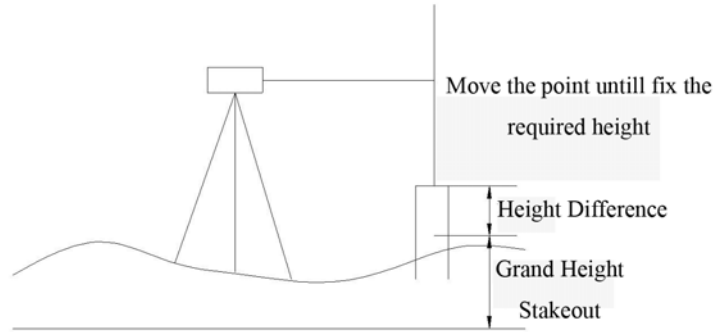 Move the point untill fix the
required height
Height Difference
Grand Height
Stakeout